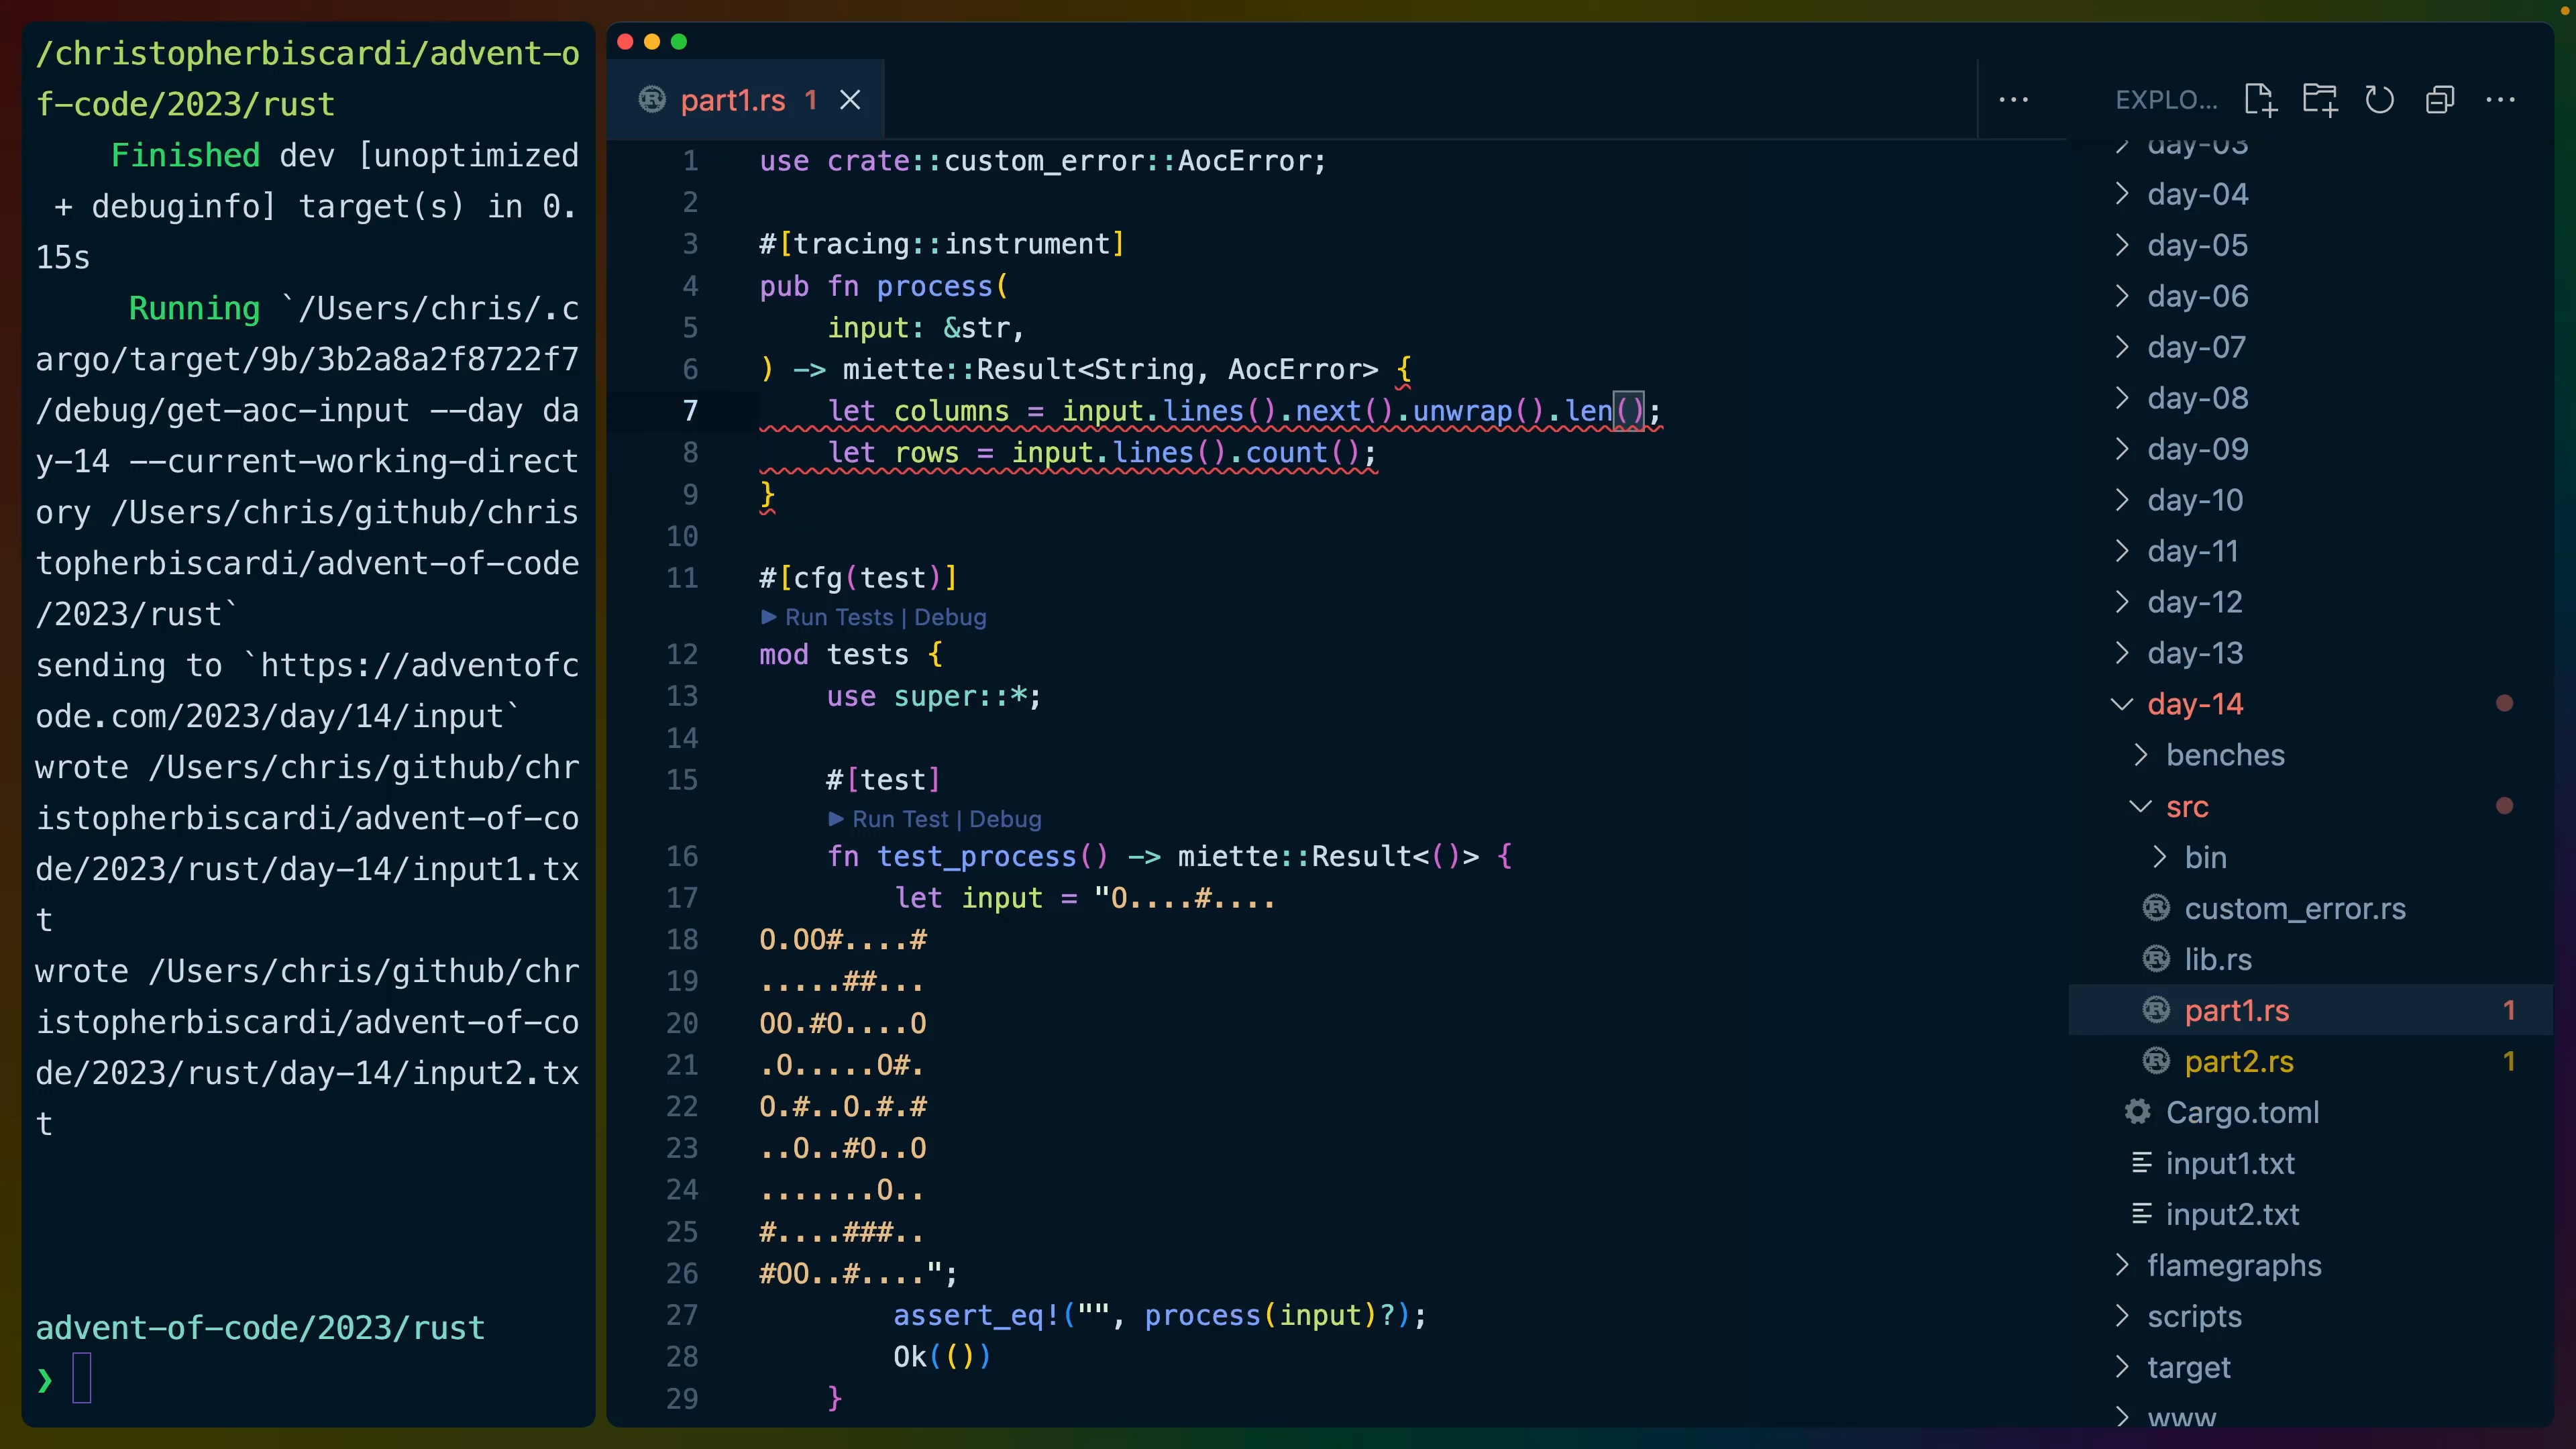 /christopherbiscardi/advent-o
f-code/2023/rust
Finished dev [unoptimized
+ debuginfo] target(s) in 0.
15s
Running `/Users/chris/.c
argo/target/9b/3b2a8a2f8722f7
/debug/get-aoc-input --day da
y-14 --current-working-direct
ory /Users/chris/github/chris
topherbiscardi/advent-of-code
/2023/rust`
sending to `https://adventofc
ode.com/2023/day/14/input`
wrote /Users/chris/github/chr
istopherbiscardi/advent-of-co
de/2023/rust/day-14/input1.tx
t
wrote /Users/chris/github/chr
istopherbiscardi/advent-of-co
de/2023/rust/day-14/input2.tx
t
advent-of-code/2023/rust
❯
part1.rs 1
1 use crate::custom_error::AocError;
2
3 #[tracing::instrument]
4 pub fn process(
5 input: &str,
6 ) -> miette::Result<String, AocError> {
7 let columns = input.lines().next().unwrap().len();
8 let rows = input.lines().count();
9 }
10
11 #[cfg(test)]
▶ Run Tests | Debug
12 mod tests {
13 use super::*;
14
15 #[test]
▶ Run Test | Debug
16 fn test_process() -> miette::Result<()> {
17 let input = "O....#....
18 O.OO#....#
19 .....##...
20 OO.#O....O
21 .O.....O#.
22 O.#..O.#.#
23 ..O..#O..O
24 .......O..
25 #....###..
26 #OO..#....";
27 assert_eq!("", process(input)?);
28 Ok(())
29 }
EXPLO...
day-03
day-04
day-05
day-06
day-07
day-08
day-09
day-10
day-11
day-12
day-13
day-14
benches
src
bin
custom_error.rs
lib.rs
part1.rs 1
part2.rs 1
Cargo.toml
input1.txt
input2.txt
flamegraphs
scripts
target
www